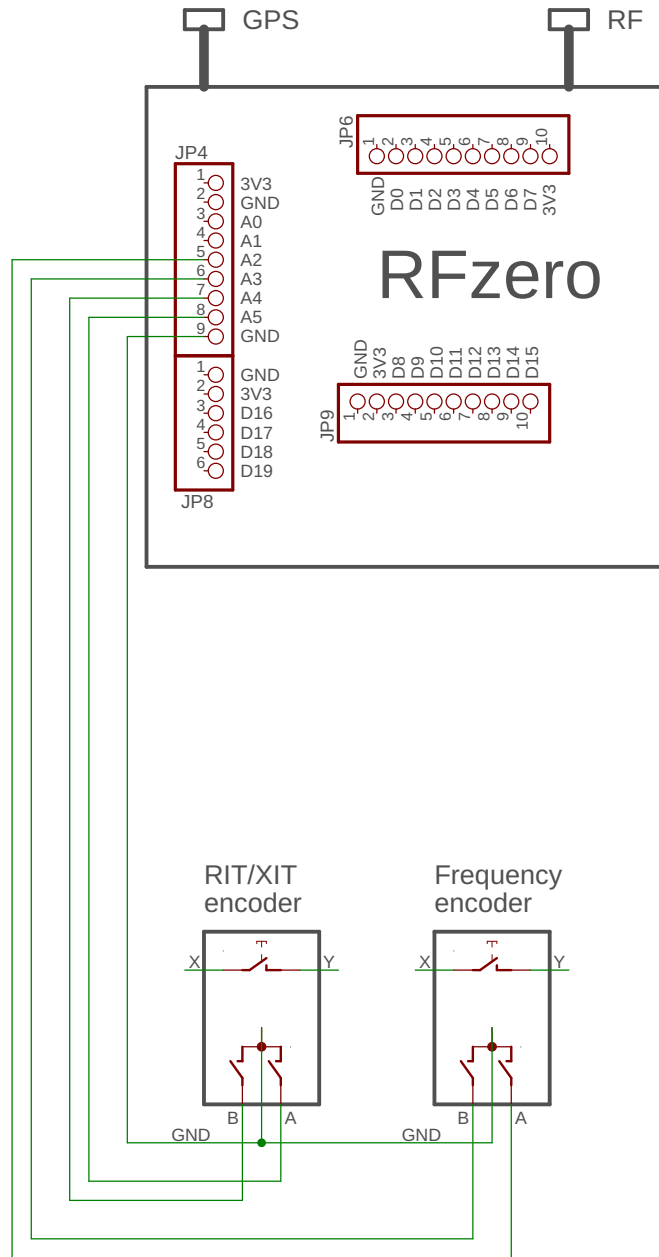 GPS
RF
JP6
1 2 3 4 5 6 7 8 9 10
GND D0 D1 D2 D3 D4 D5 D6 D7 3V3
JP4
1 3V3
2 GND
3 A0
4 A1
5 A2
6 A3
7 A4
8 A5
9 GND
RFzero
1 GND
2 3V3
3 D16
4 D17
5 D18
6 D19
JP8
GND 3V3 D8 D9 D10 D11 D12 D13 D14 D15
1 2 3 4 5 6 7 8 9 10
JP9
RIT/XIT
encoder
X Y
B A
GND
Frequency
encoder
X Y
B A
GND